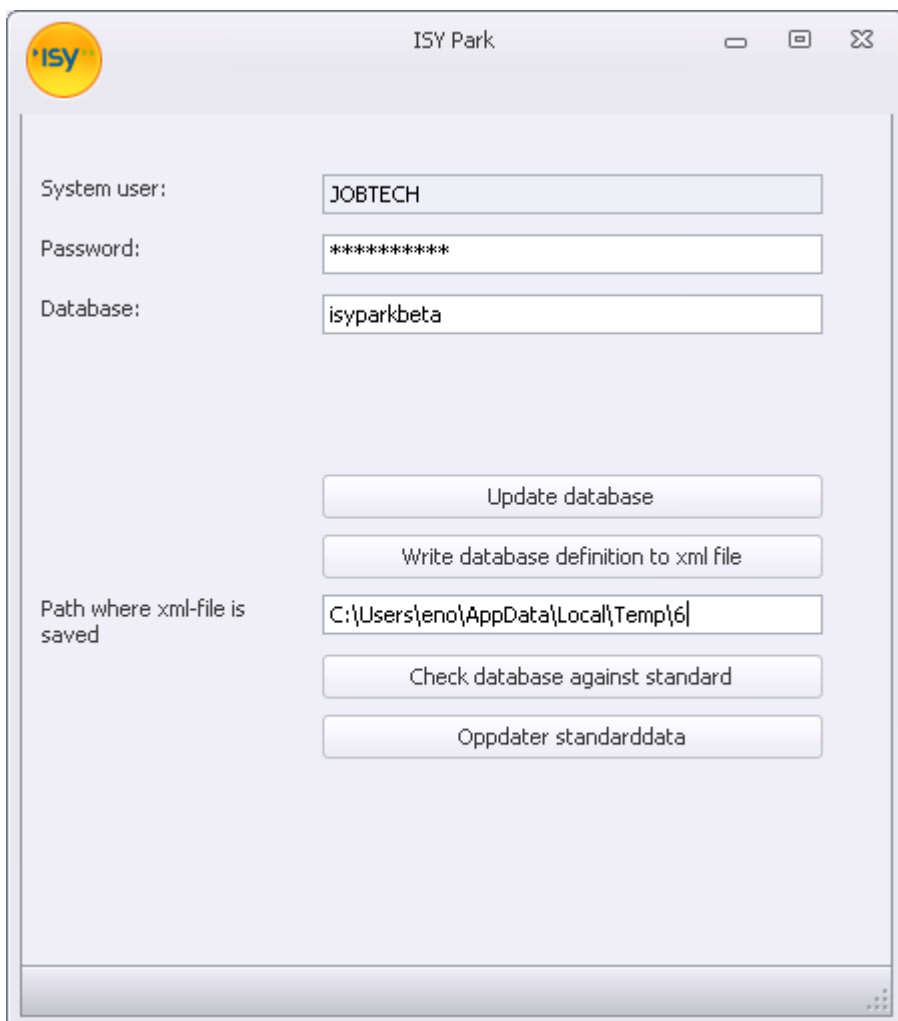 ISY
ISY Park
System user:
JOBTECH
Password:
**********
Database:
isyparkbeta
Update database
Write database definition to xml file
Path where xml-file is
saved
C:\Users\eno\AppData\Local\Temp\6
Check database against standard
Oppdater standarddata